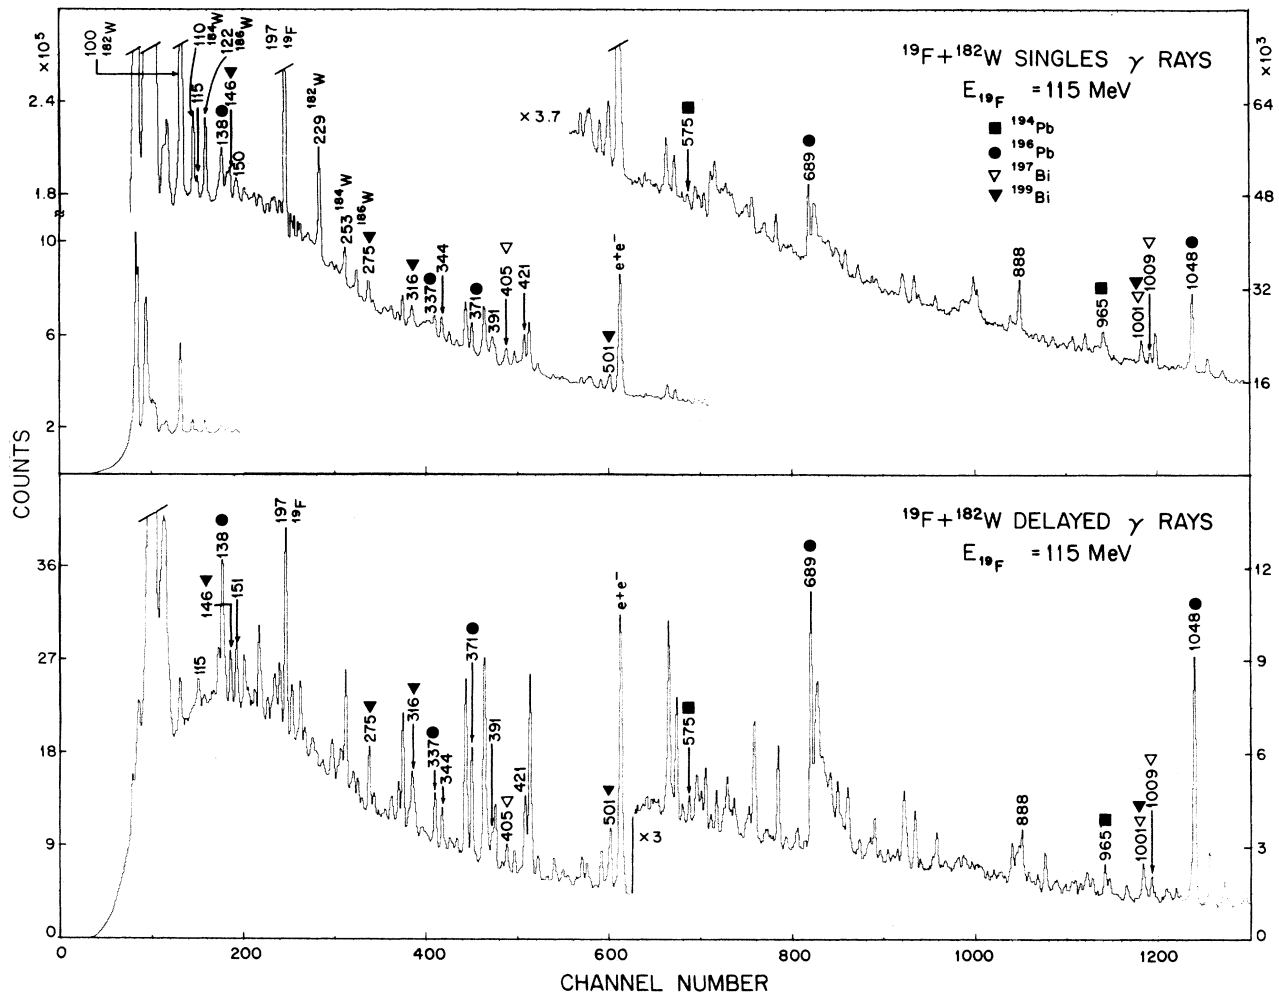 ¹⁹F+¹⁸²W SINGLES γ RAYS
E₁₉F = 115 MeV
■ ¹⁹⁴Pb
● ¹⁹⁶Pb
▽ ¹⁹⁷Bi
▼ ¹⁹⁹Bi
×10⁵
2.4
1.8
10
6
2
×10³
64
48
32
16
100
¹⁸²W
110
¹⁸⁴W
115
122
¹⁸⁶W
138 ●
146 ▼
150
197
¹⁹F
229 ¹⁸²W
253 ¹⁸⁴W
275 ▼ ¹⁸⁶W
316 ▼
337 ●
344
371 ●
391
405 ▽
421
501 ▼
e+e⁻
× 3.7
575 ■
689 ●
888
965 ■
1001 ▽ ▼
1009 ▽
1048 ●
COUNTS
¹⁹F+¹⁸²W DELAYED γ RAYS
E₁₉F = 115 MeV
36
27
18
9
0
12
9
6
3
0
115
146 ▼
138 ●
151
197
¹⁹F
275 ▼
316 ▼
337 ●
344
371 ●
391
405 ▽
421
501 ▼
e+e⁻
×3
575 ■
689 ●
888
965 ■
1001 ▽ ▼
1009 ▽
1048 ●
0 200 400 600 800 1000 1200
CHANNEL NUMBER